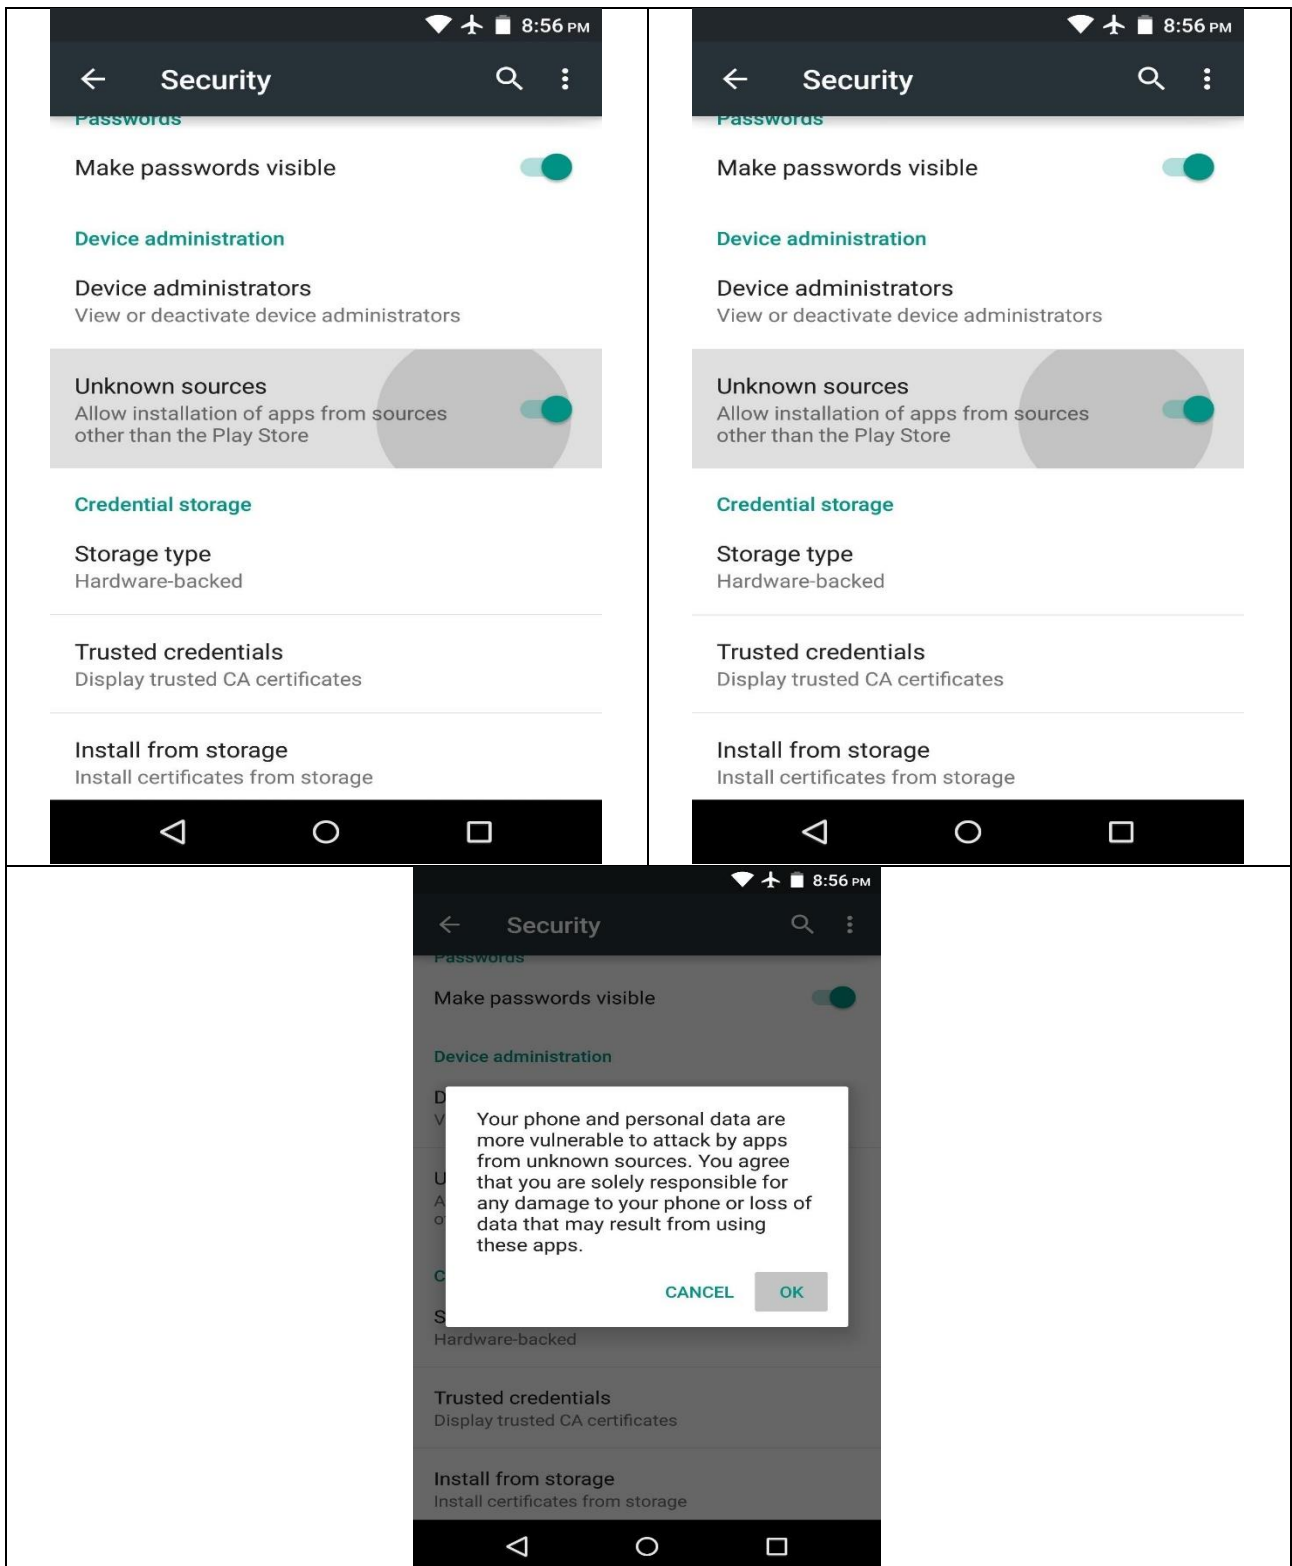 8:56 PM
Security
Passwords
Make passwords visible
Device administration
Device administrators
View or deactivate device administrators
Unknown sources
Allow installation of apps from sources
other than the Play Store
Credential storage
Storage type
Hardware-backed
Trusted credentials
Display trusted CA certificates
Install from storage
Install certificates from storage
8:56 PM
Security
Passwords
Make passwords visible
Device administration
Device administrators
View or deactivate device administrators
Unknown sources
Allow installation of apps from sources
other than the Play Store
Credential storage
Storage type
Hardware-backed
Trusted credentials
Display trusted CA certificates
Install from storage
Install certificates from storage
8:56 PM
Security
Passwords
Make passwords visible
Device administration
D
V
Your phone and personal data are
more vulnerable to attack by apps
from unknown sources. You agree
that you are solely responsible for
any damage to your phone or loss of
data that may result from using
these apps.
U
A
o
C
CANCEL OK
S
Hardware-backed
Trusted credentials
Display trusted CA certificates
Install from storage
Install certificates from storage